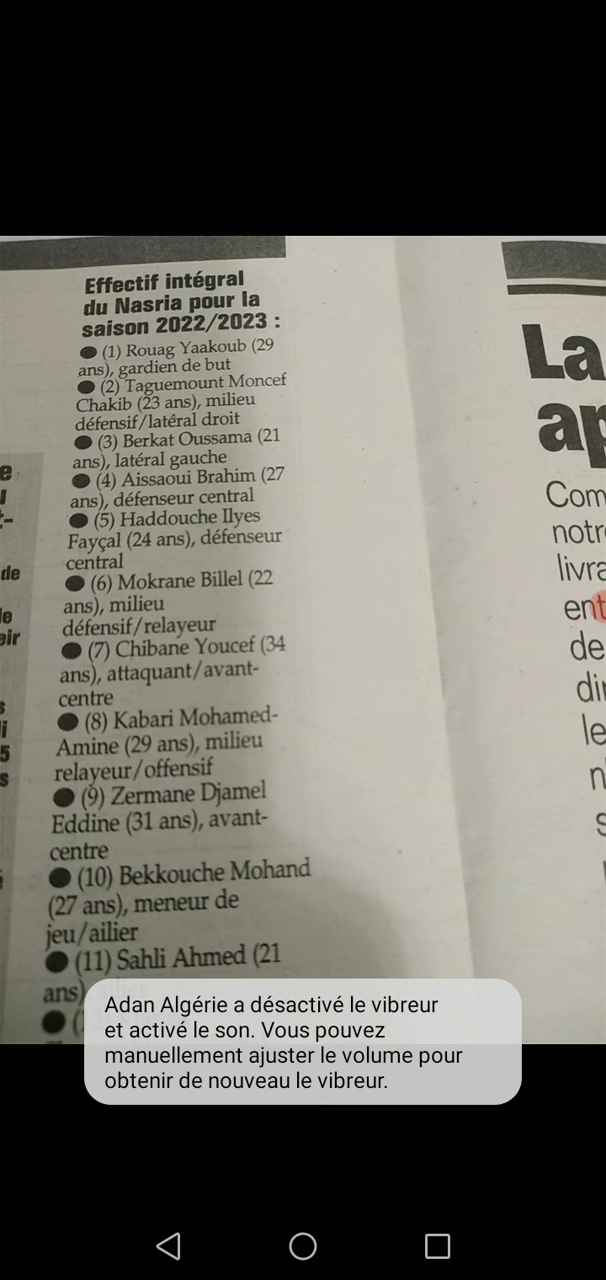 Effectif intégral
du Nasria pour la
saison 2022/2023 :
● (1) Rouag Yaakoub (29
ans), gardien de but
● (2) Taguemount Moncef
Chakib (23 ans), milieu
défensif/latéral droit
● (3) Berkat Oussama (21
ans), latéral gauche
● (4) Aissaoui Brahim (27
ans), défenseur central
● (5) Haddouche Ilyes
Fayçal (24 ans), défenseur
central
● (6) Mokrane Billel (22
ans), milieu
défensif/relayeur
● (7) Chibane Youcef (34
ans), attaquant/avant-
centre
● (8) Kabari Mohamed-
Amine (29 ans), milieu
relayeur/offensif
● (9) Zermane Djamel
Eddine (31 ans), avant-
centre
● (10) Bekkouche Mohand
(27 ans), meneur de
jeu/ailier
● (11) Sahli Ahmed (21
ans)
de
5
La
ap
Com
notr
livra
ent
de
di
le
n'
s
Adan Algérie a désactivé le vibreur
et activé le son. Vous pouvez
manuellement ajuster le volume pour
obtenir de nouveau le vibreur.